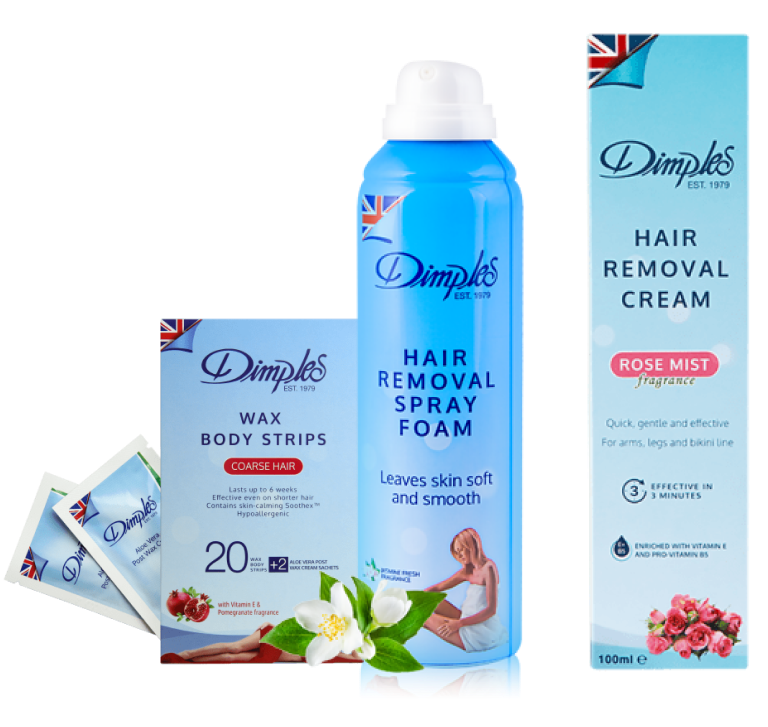 Dimples
Aloe Vera
Dimples
EST. 1979
WAX
BODY STRIPS
COARSE HAIR
Lasts up to 6 weeks
Effective even on shorter hair
Contains skin-calming Soothex™
Hypoallergenic
20 WAX BODY STRIPS +2 ALOE VERA POST WAX CREAM SACHETS
with Vitamin E &
Pomegranate fragrance
Dimples
EST. 1979
HAIR
REMOVAL
SPRAY
FOAM
Leaves skin soft
and smooth
FRESH
FRAGRANCE
Dimples
EST. 1979
HAIR
REMOVAL
CREAM
ROSE MIST
fragrance
Quick, gentle and effective
For arms, legs and bikini line
3 EFFECTIVE IN
3 MINUTES
ENRICHED WITH VITAMIN E
AND PRO-VITAMIN B5
100ml e